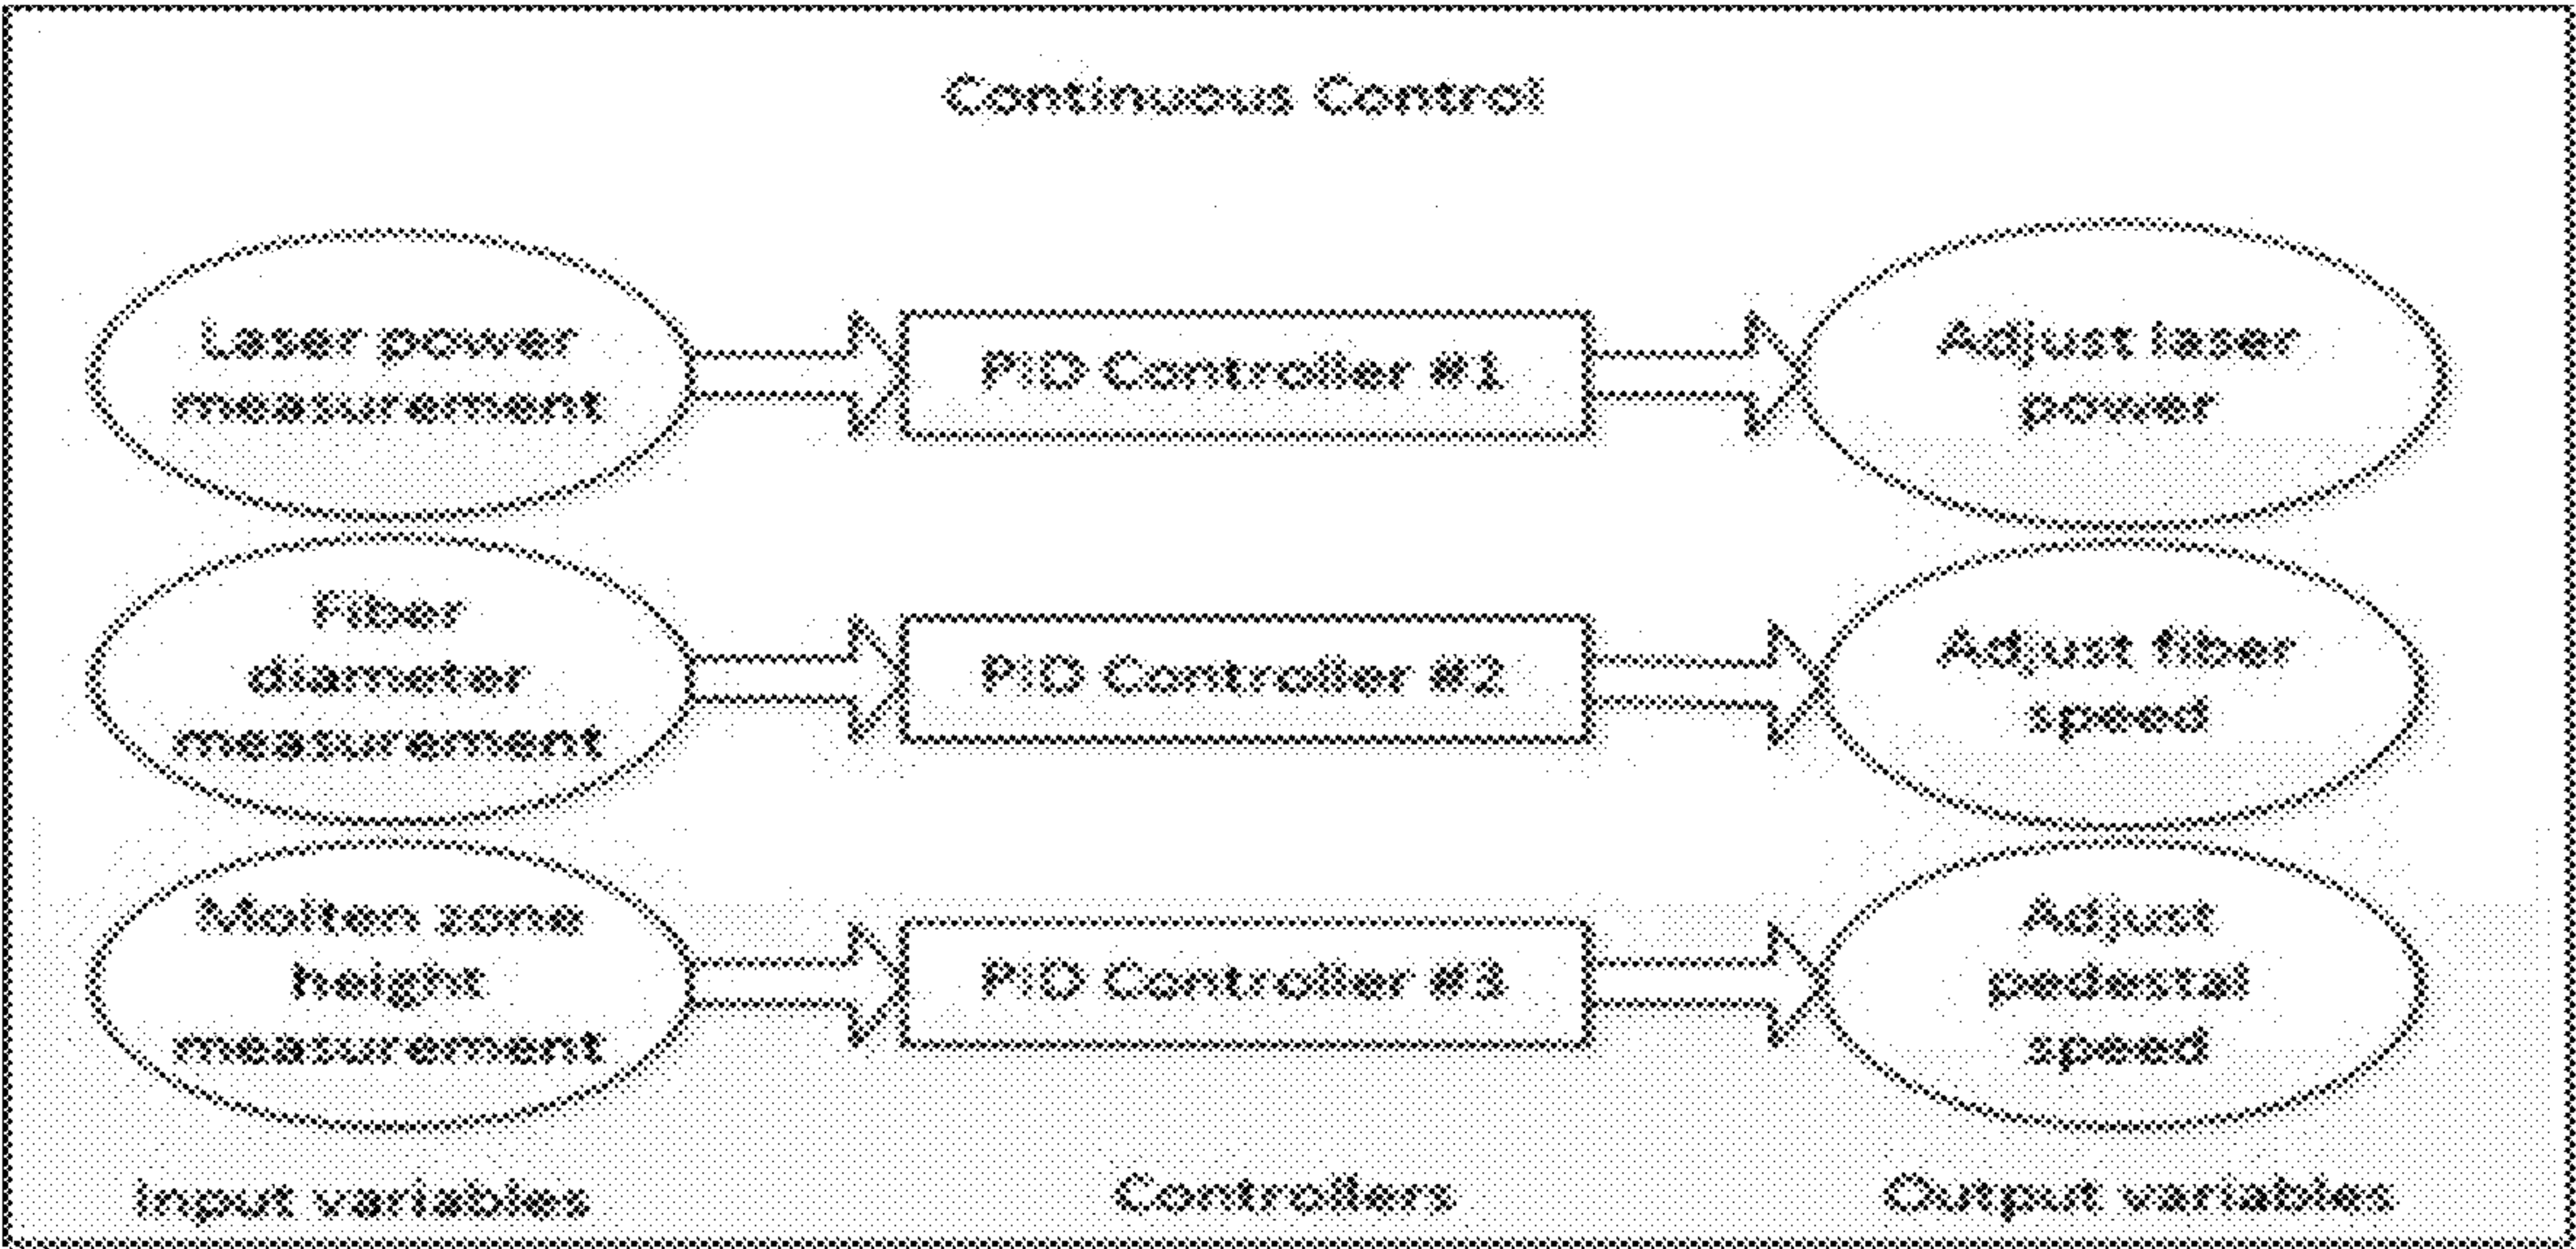 Continuous Control
Laser power
measurement
PID Controller #1
Adjust laser
power
Fiber
diameter
measurement
PID Controller #2
Adjust fiber
speed
Molten zone
height
measurement
PID Controller #3
Adjust
pedestal
speed
Input variables
Controllers
Output variables